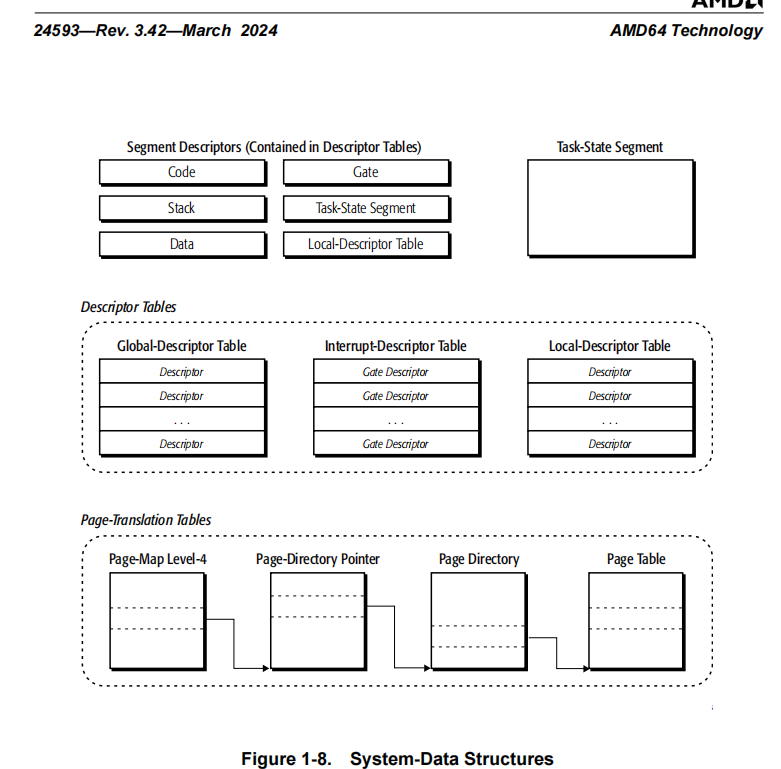 24593—Rev. 3.42—March 2024
AMD64 Technology
Segment Descriptors (Contained in Descriptor Tables)
Task-State Segment
Code
Gate
Stack
Task-State Segment
Data
Local-Descriptor Table
Descriptor Tables
Global-Descriptor Table
Interrupt-Descriptor Table
Local-Descriptor Table
Descriptor
Gate Descriptor
Descriptor
Descriptor
Gate Descriptor
Descriptor
. . .
. . .
. . .
Descriptor
Gate Descriptor
Descriptor
Page-Translation Tables
Page-Map Level-4
Page-Directory Pointer
Page Directory
Page Table
Figure 1-8. System-Data Structures